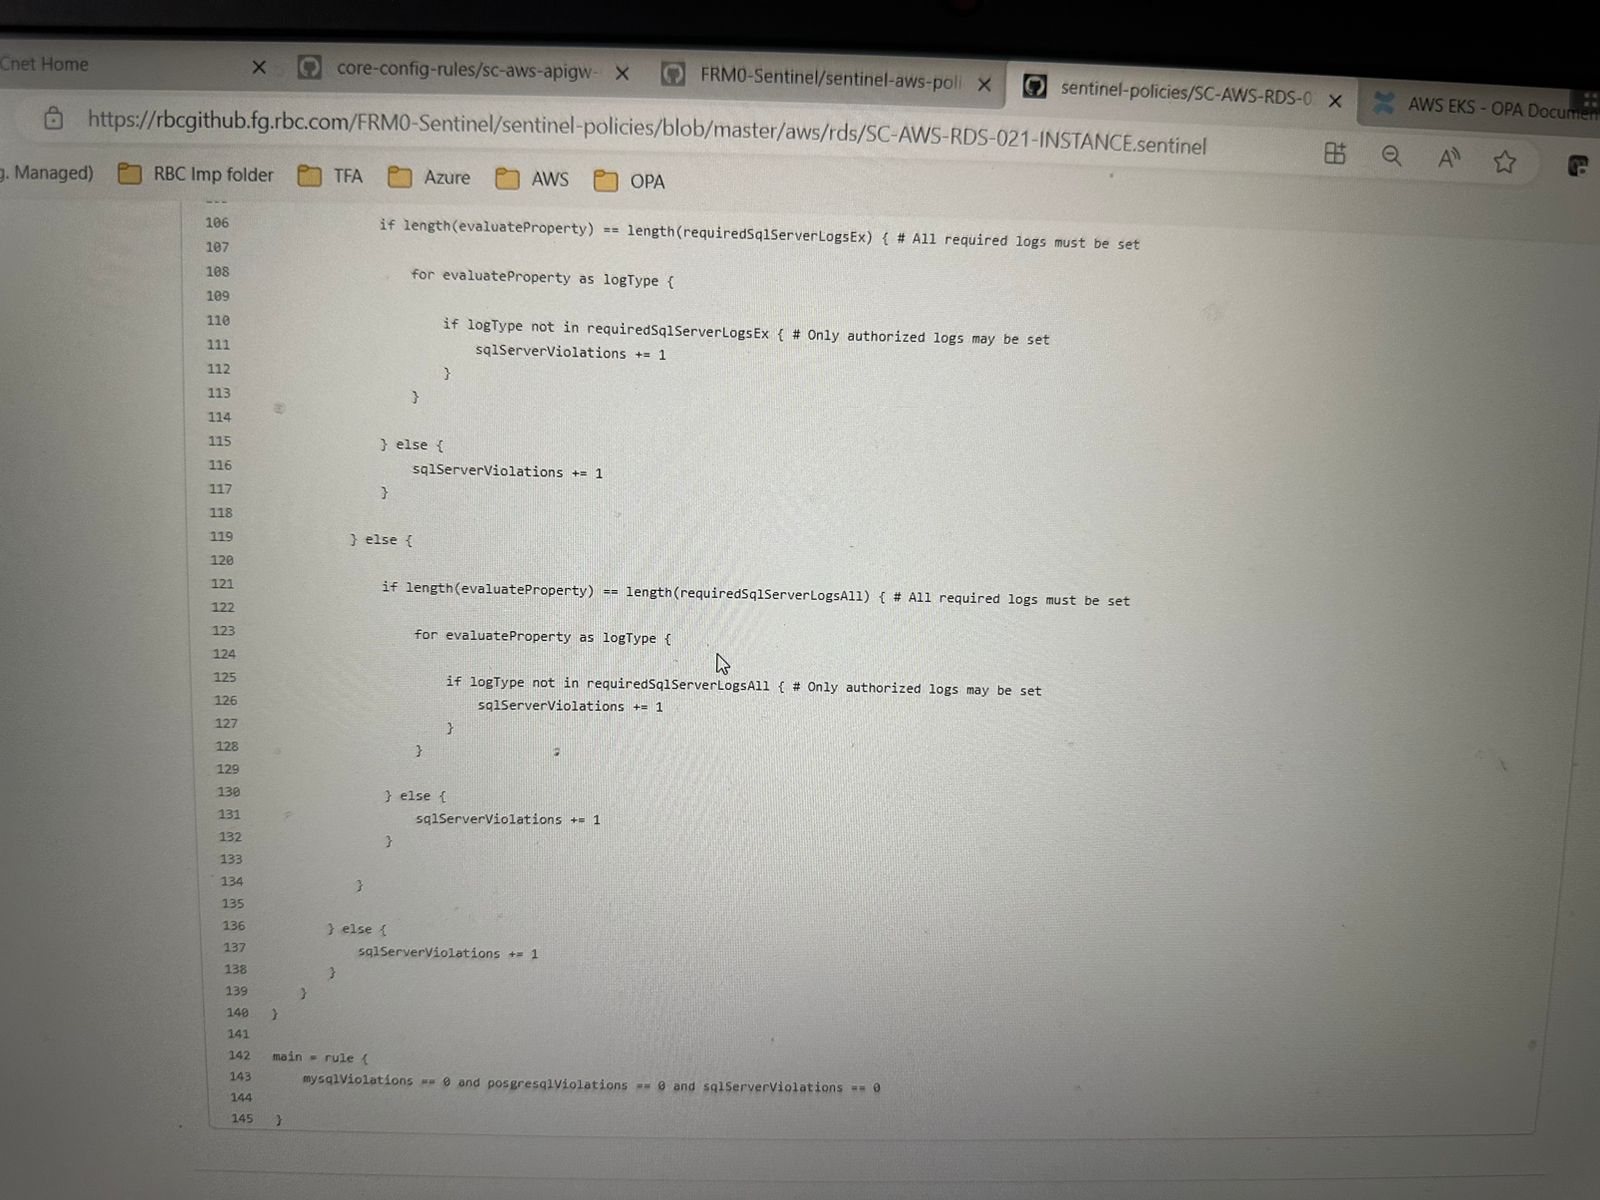 Cnet Home
core-config-rules/sc-aws-apigw-
FRM0-Sentinel/sentinel-aws-poli
sentinel-policies/SC-AWS-RDS-0
AWS EKS - OPA Documen
https://rbcgithub.fg.rbc.com/FRM0-Sentinel/sentinel-policies/blob/master/aws/rds/SC-AWS-RDS-021-INSTANCE.sentinel
g. Managed)
RBC Imp folder
TFA
Azure
AWS
OPA
106 if length(evaluateProperty) == length(requiredSqlServerLogsEx) { # All required logs must be set
107
108 for evaluateProperty as logType {
109
110 if logType not in requiredSqlServerLogsEx { # Only authorized logs may be set
111 sqlServerViolations += 1
112 }
113 }
114
115 } else {
116 sqlServerViolations += 1
117 }
118
119 } else {
120
121 if length(evaluateProperty) == length(requiredSqlServerLogsAll) { # All required logs must be set
122
123 for evaluateProperty as logType {
124
125 if logType not in requiredSqlServerLogsAll { # Only authorized logs may be set
126 sqlServerViolations += 1
127 }
128 }
129
130 } else {
131 sqlServerViolations += 1
132 }
133
134 }
135
136 } else {
137 sqlServerViolations += 1
138 }
139 }
140 }
141
142 main = rule {
143 mysqlViolations == 0 and posgresqlViolations == 0 and sqlServerViolations == 0
144
145 }